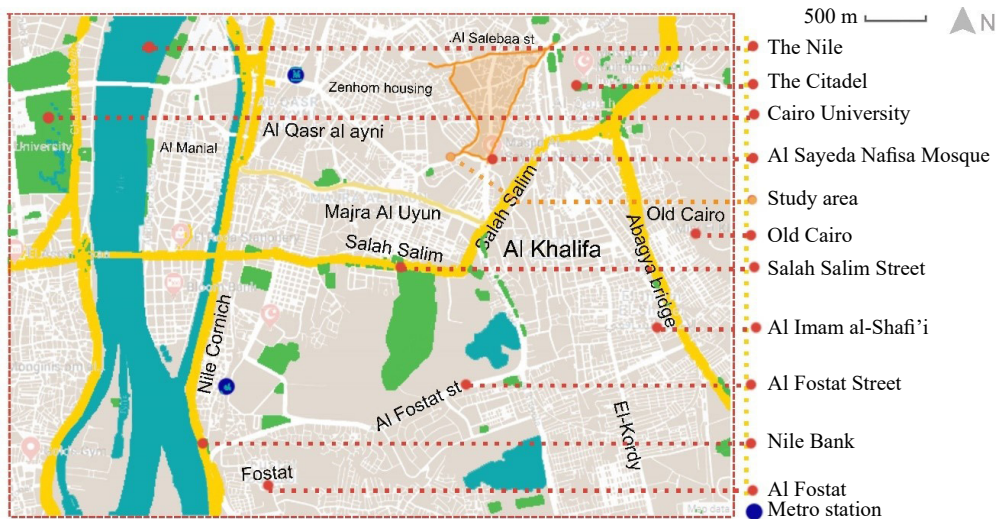 500 m
N
.Al Salebaa st
The Nile
The Citadel
Zenhom housing
Cairo University
Al Qasr al ayni
University
Al Manial
Al Sayeda Nafisa Mosque
Study area
Majra Al Uyun
Salah Salim
Old Cairo
Old Cairo
Salah Salim
Al Khalifa
Abagya bridge
Salah Salim Street
Nile Cornich
Al Imam al-Shafi’i
Al Fostat st
Al Fostat Street
El-Kordy
Nile Bank
Fostat
Al Fostat
Metro station
Map data